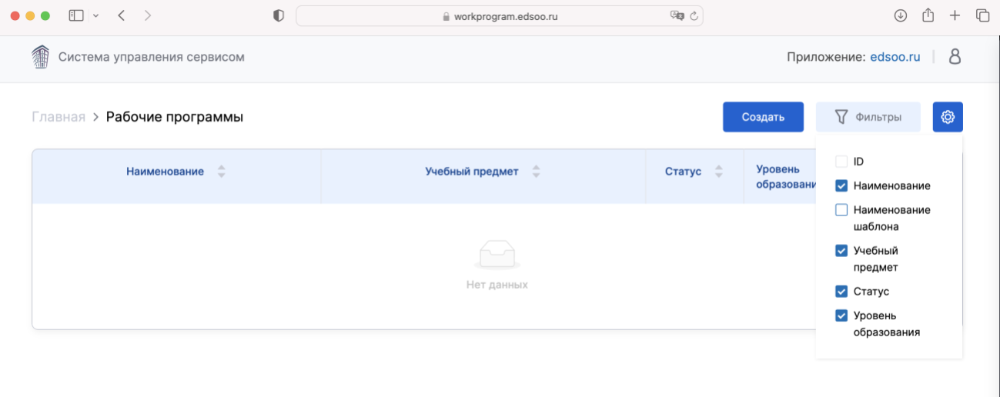 workprogram.edsoo.ru
Система управления сервисом
Приложение: edsoo.ru
Главная > Рабочие программы
Создать
Фильтры
Наименование
Учебный предмет
Статус
Уровень
образовани
Нет данных
ID
Наименование
Наименование
шаблона
Учебный
предмет
Статус
Уровень
образования